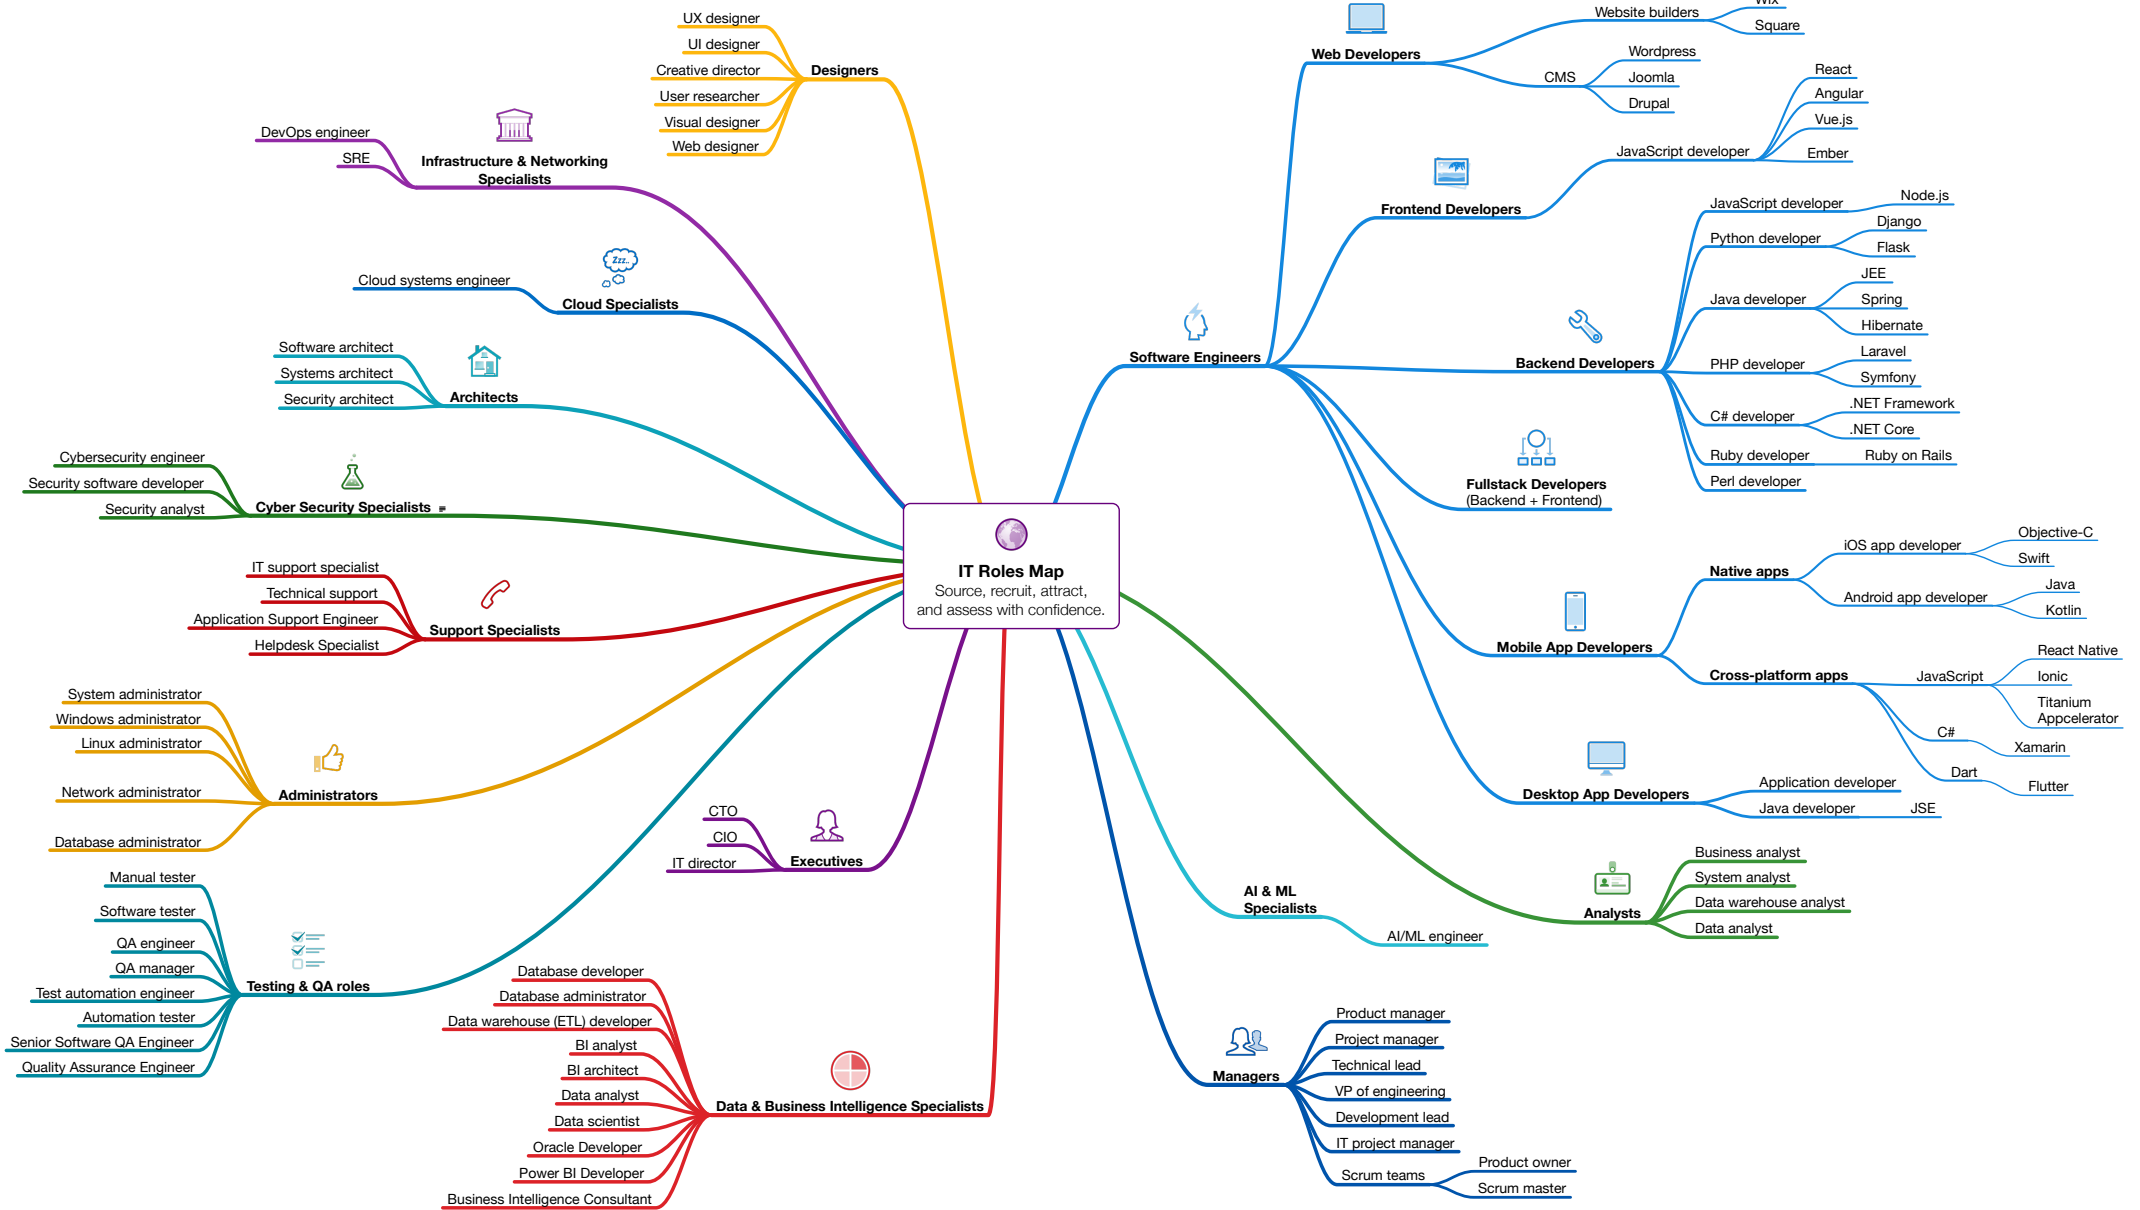 IT Roles Map
Source, recruit, attract,
and assess with confidence.
Designers
UX designer
UI designer
Creative director
User researcher
Visual designer
Web designer
Infrastructure & Networking
Specialists
DevOps engineer
SRE
Zzz..
Cloud Specialists
Cloud systems engineer
Architects
Software architect
Systems architect
Security architect
Cyber Security Specialists
Cybersecurity engineer
Security software developer
Security analyst
Support Specialists
IT support specialist
Technical support
Application Support Engineer
Helpdesk Specialist
Administrators
System administrator
Windows administrator
Linux administrator
Network administrator
Database administrator
Testing & QA roles
Manual tester
Software tester
QA engineer
QA manager
Test automation engineer
Automation tester
Senior Software QA Engineer
Quality Assurance Engineer
Executives
CTO
CIO
IT director
Data & Business Intelligence Specialists
Database developer
Database administrator
Data warehouse (ETL) developer
BI analyst
BI architect
Data analyst
Data scientist
Oracle Developer
Power BI Developer
Business Intelligence Consultant
Software Engineers
Web Developers
Website builders
Wix
Square
CMS
Wordpress
Joomla
Drupal
Frontend Developers
JavaScript developer
React
Angular
Vue.js
Ember
Backend Developers
JavaScript developer
Node.js
Python developer
Django
Flask
Java developer
JEE
Spring
Hibernate
PHP developer
Laravel
Symfony
C# developer
.NET Framework
.NET Core
Ruby developer
Ruby on Rails
Perl developer
Fullstack Developers
(Backend + Frontend)
Mobile App Developers
Native apps
iOS app developer
Objective-C
Swift
Android app developer
Java
Kotlin
Cross-platform apps
JavaScript
React Native
Ionic
Titanium
Appcelerator
C#
Xamarin
Dart
Flutter
Desktop App Developers
Application developer
Java developer
JSE
Analysts
Business analyst
System analyst
Data warehouse analyst
Data analyst
AI & ML
Specialists
AI/ML engineer
Managers
Product manager
Project manager
Technical lead
VP of engineering
Development lead
IT project manager
Scrum teams
Product owner
Scrum master